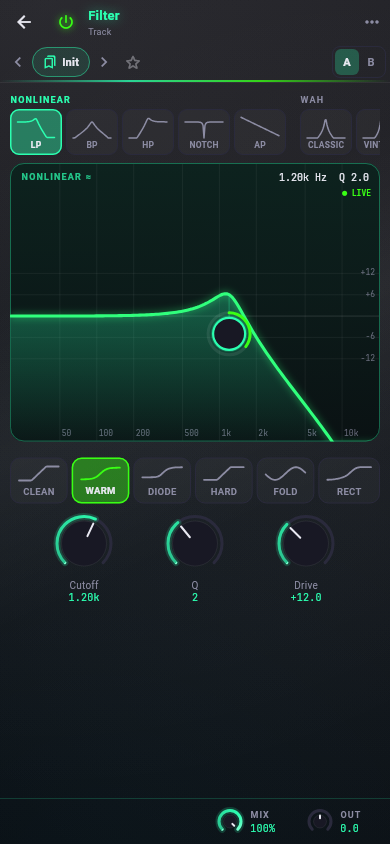 Filter
Track
Init
A B
NONLINEAR WAH
LP BP HP NOTCH AP CLASSIC VIN
NONLINEAR ≈ 1.20k Hz Q 2.0
LIVE
+12
+6
-6
-12
50 100 200 500 1k 2k 5k 10k
CLEAN WARM DIODE HARD FOLD RECT
Cutoff Q Drive
1.20k 2 +12.0
MIX OUT
100% 0.0